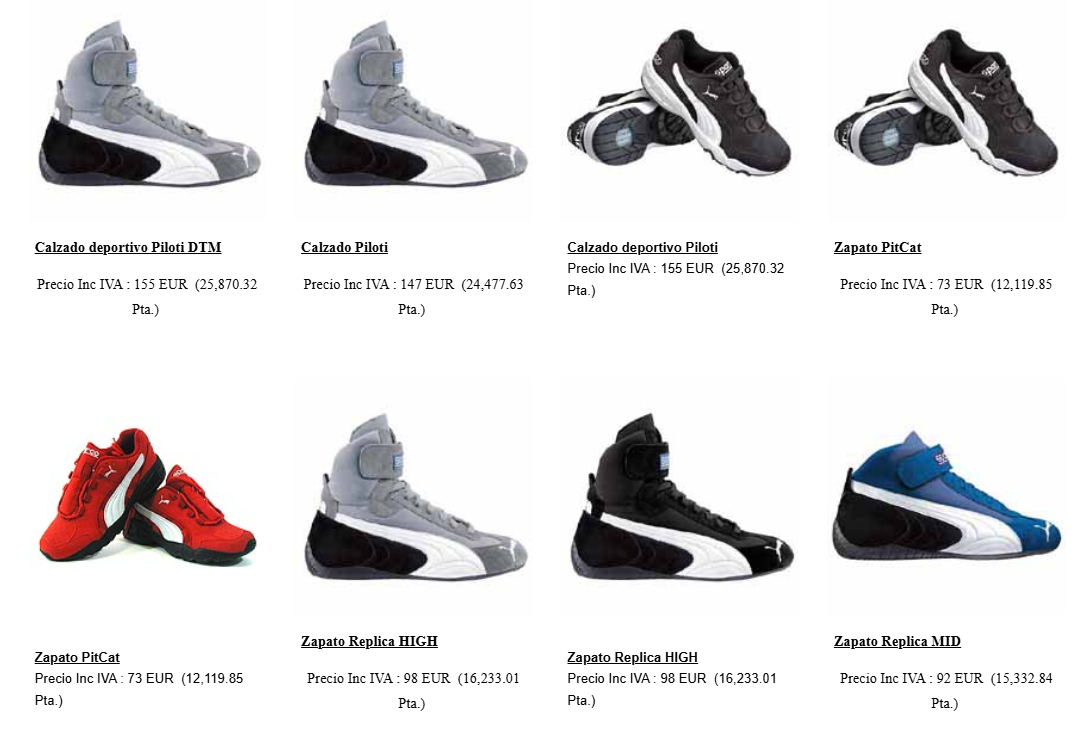 Calzado deportivo Piloti DTM
Precio Inc IVA : 155 EUR (25,870.32
Pta.)
Calzado Piloti
Precio Inc IVA : 147 EUR (24,477.63
Pta.)
Calzado deportivo Piloti
Precio Inc IVA : 155 EUR (25,870.32
Pta.)
Zapato PitCat
Precio Inc IVA : 73 EUR (12,119.85
Pta.)
Zapato PitCat
Precio Inc IVA : 73 EUR (12,119.85
Pta.)
Zapato Replica HIGH
Precio Inc IVA : 98 EUR (16,233.01
Pta.)
Zapato Replica HIGH
Precio Inc IVA : 98 EUR (16,233.01
Pta.)
Zapato Replica MID
Precio Inc IVA : 92 EUR (15,332.84
Pta.)